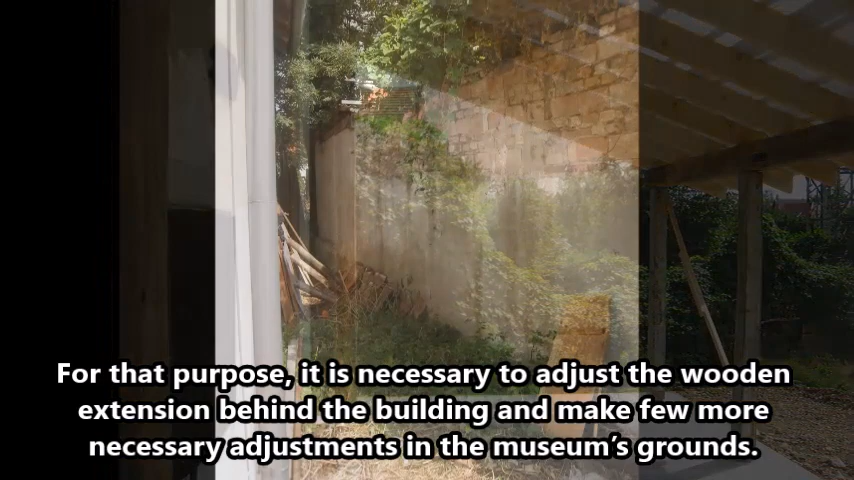 For that purpose, it is necessary to adjust the wooden
extension behind the building and make few more
necessary adjustments in the museum's grounds.